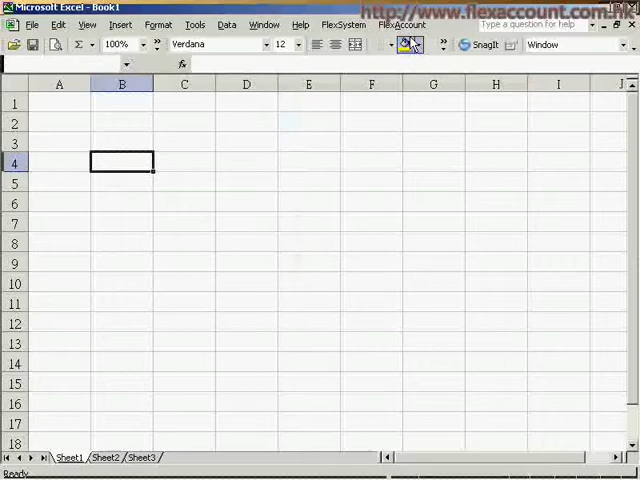 Microsoft Excel - Book1
http://www.flexaccount.com.hk
File Edit View Insert Format Tools Data Window Help FlexSystem FlexAccount Type a question for help
Σ 100% » Verdana 12 » SnagIt Window
fx
A B C D E F G H I J
1
2
3
4
5
6
7
8
9
10
11
12
13
14
15
16
17
18
Sheet1 Sheet2 Sheet3
Ready